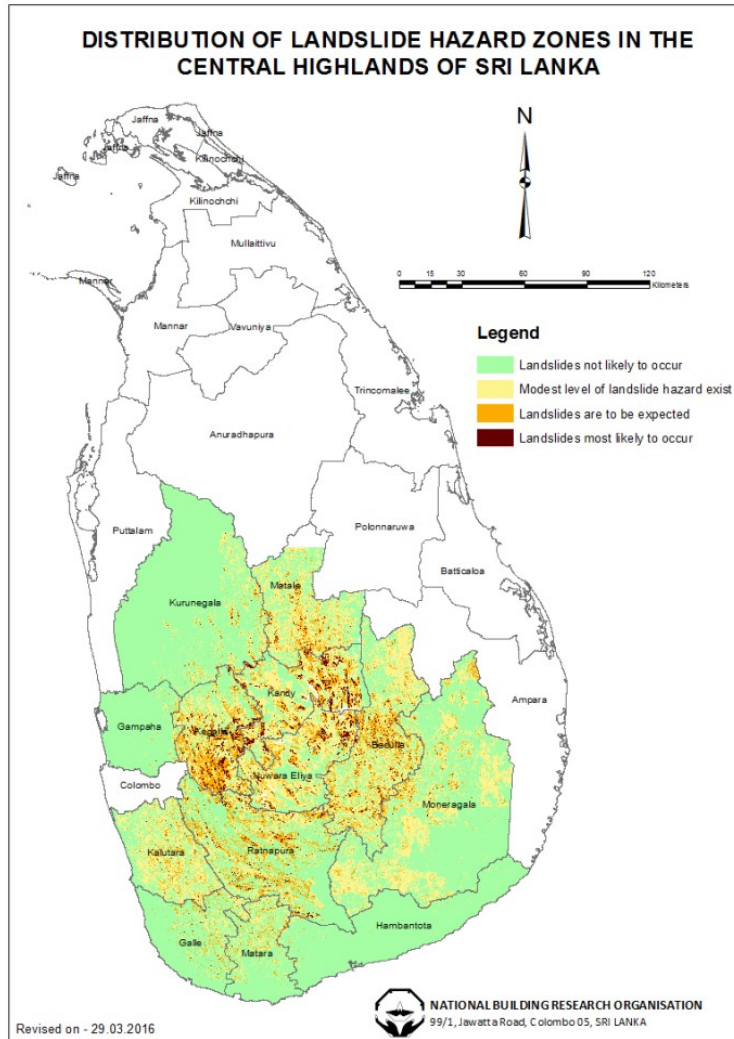 DISTRIBUTION OF LANDSLIDE HAZARD ZONES IN THE
CENTRAL HIGHLANDS OF SRI LANKA
Jaffna
Jaffna
Jaffna
Kilinochchi
Jaffna
Kilinochchi
N
Mullaittivu
0 15 30 60 90 120
Kilometers
Mannar
Mannar
Vavuniya
Legend
Landslides not likely to occur
Modest level of landslide hazard exist
Landslides are to be expected
Landslides most likely to occur
Trincomalee
Anuradhapura
Puttalam
Polonnaruwa
Batticaloa
Matale
Kurunegala
Kandy
Ampara
Gampaha
Kegalle
Badulla
Nuwara Eliya
Colombo
Moneragala
Kalutara
Ratnapura
Hambantota
Galle
Matara
NATIONAL BUILDING RESEARCH ORGANISATION
99/1, Jawatta Road, Colombo 05, SRI LANKA
Revised on - 29.03.2016